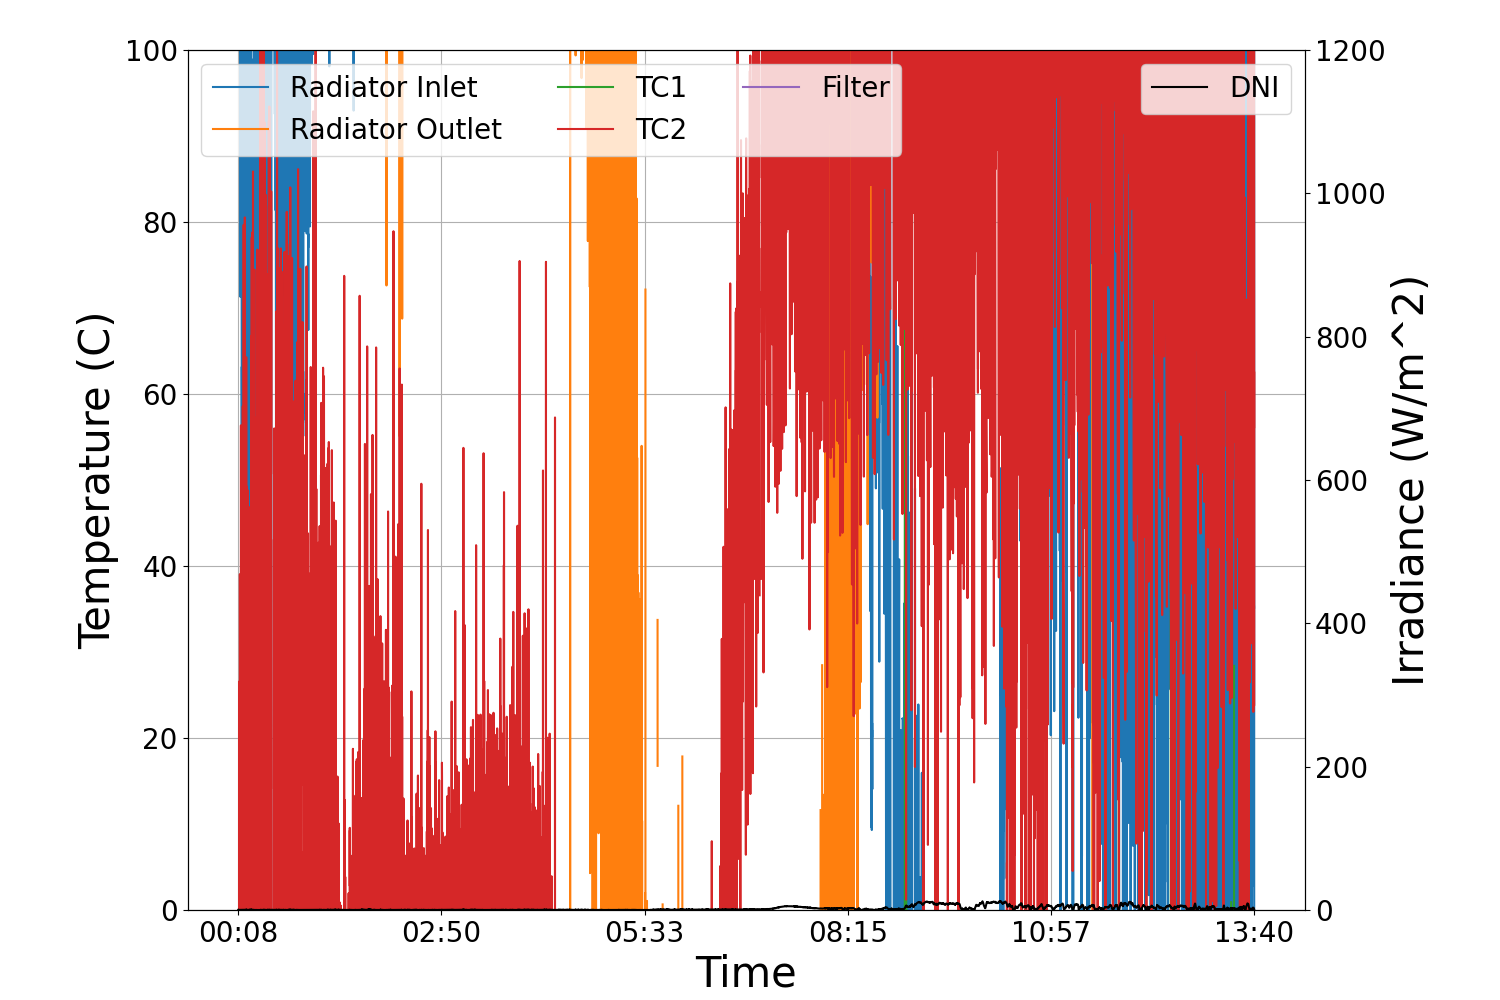 100
80
60
40
20
0
Temperature (C)
1200
1000
800
600
400
200
0
Irradiance (W/m^2)
Radiator Inlet
Radiator Outlet
TC1
TC2
Filter
DNI
00:08 02:50 05:33 08:15 10:57 13:40
Time